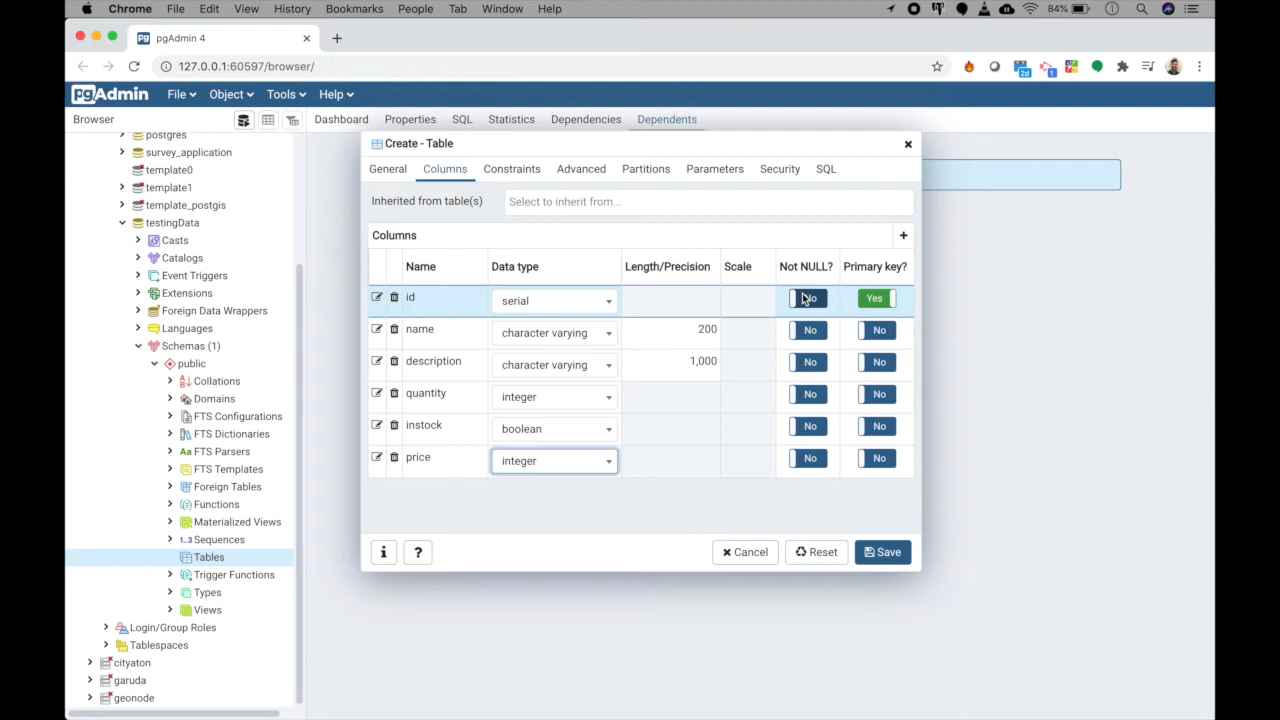 Chrome File Edit View History Bookmarks People Tab Window Help 84%
pgAdmin 4
127.0.0.1:60597/browser/
2d 1
pgAdmin File Object Tools Help
Browser Dashboard Properties SQL Statistics Dependencies Dependents
postgres
survey_application
template0
template1
template_postgis
testingData
Casts
Catalogs
Event Triggers
Extensions
Foreign Data Wrappers
Languages
Schemas (1)
public
Collations
Domains
FTS Configurations
FTS Dictionaries
Aa FTS Parsers
FTS Templates
Foreign Tables
Functions
Materialized Views
1..3 Sequences
Tables
Trigger Functions
Types
Views
Login/Group Roles
Tablespaces
cityaton
garuda
geonode
Create - Table
General Columns Constraints Advanced Partitions Parameters Security SQL
Inherited from table(s) Select to inherit from...
Columns
Name Data type Length/Precision Scale Not NULL? Primary key?
id serial No Yes
name character varying 200 No No
description character varying 1,000 No No
quantity integer No No
instock boolean No No
price integer No No
i ? Cancel Reset Save